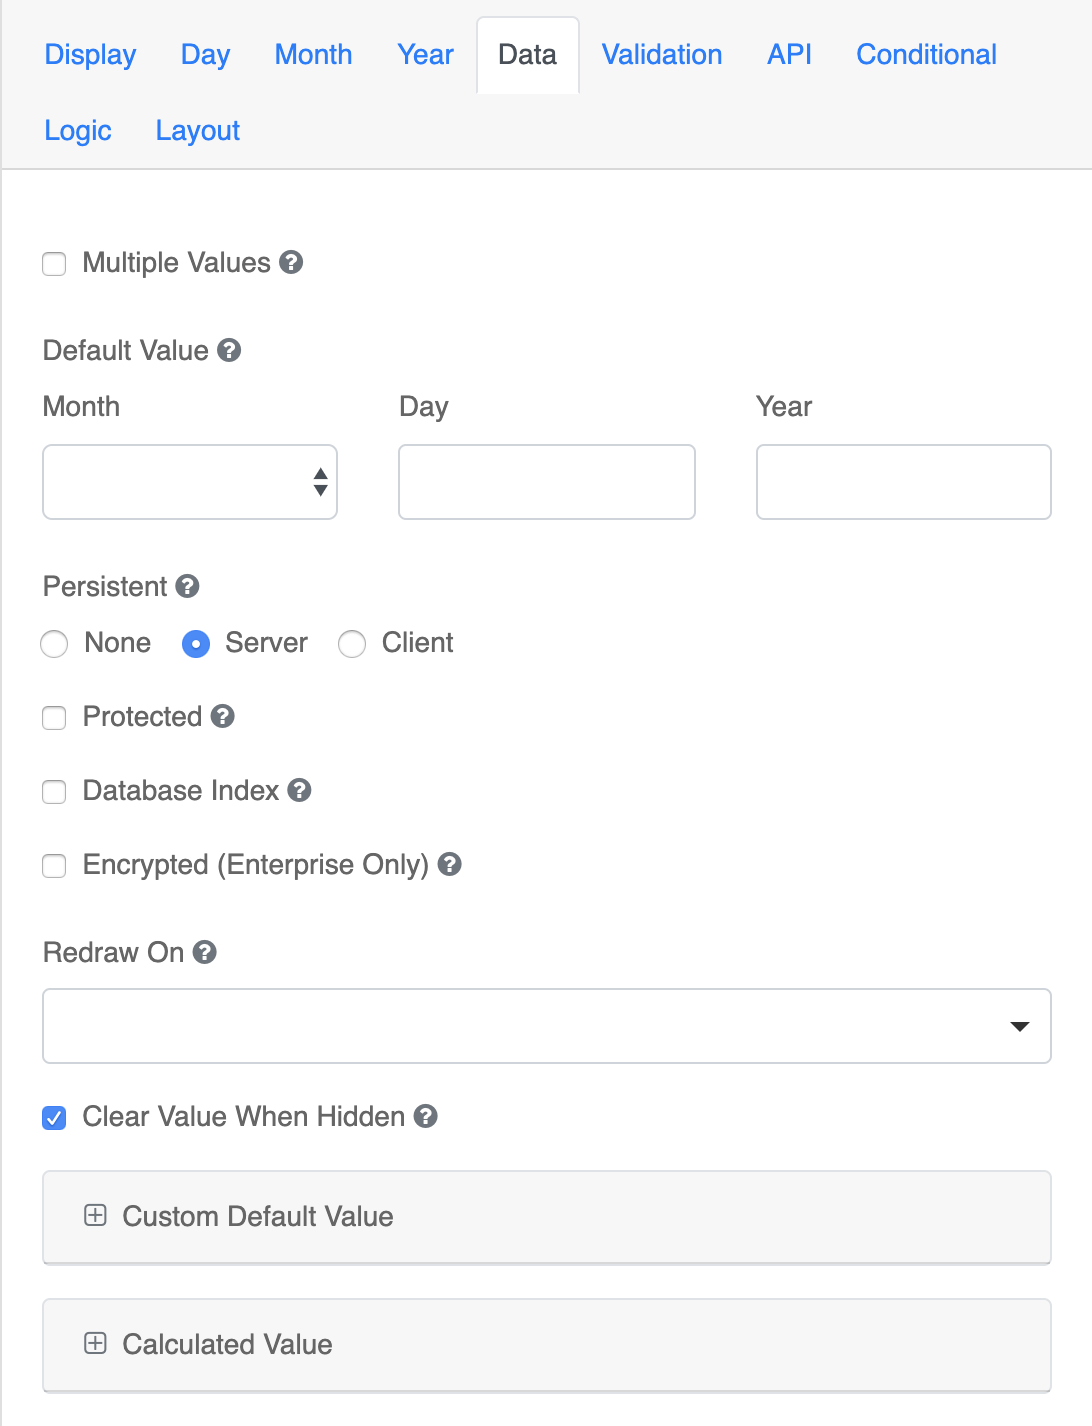 Display Day Month Year Data Validation API Conditional
Logic Layout
Multiple Values
Default Value
Month Day Year
Persistent
None Server Client
Protected
Database Index
Encrypted (Enterprise Only)
Redraw On
Clear Value When Hidden
Custom Default Value
Calculated Value